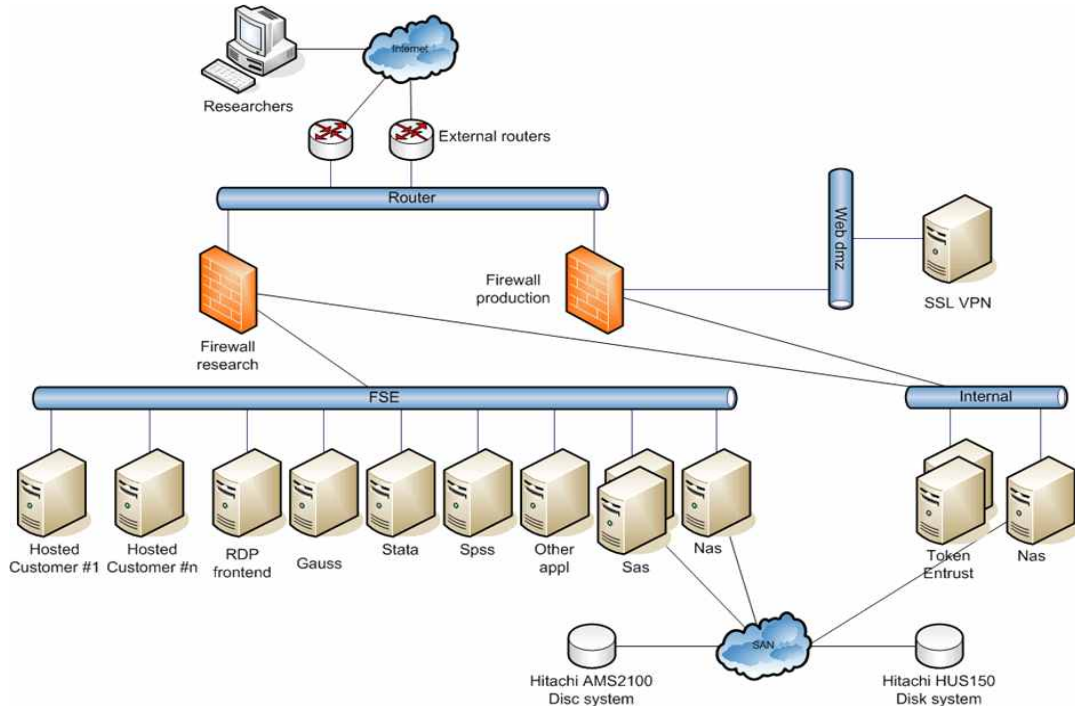 Internet
Researchers
External routers
Router
Web dmz
Firewall
production
SSL VPN
Firewall
research
FSE
Internal
Hosted
Customer #1
Hosted
Customer #n
RDP
frontend
Gauss
Stata
Spss
Other
appl
Sas
Nas
Token
Entrust
Nas
SAN
Hitachi AMS2100
Disc system
Hitachi HUS150
Disk system